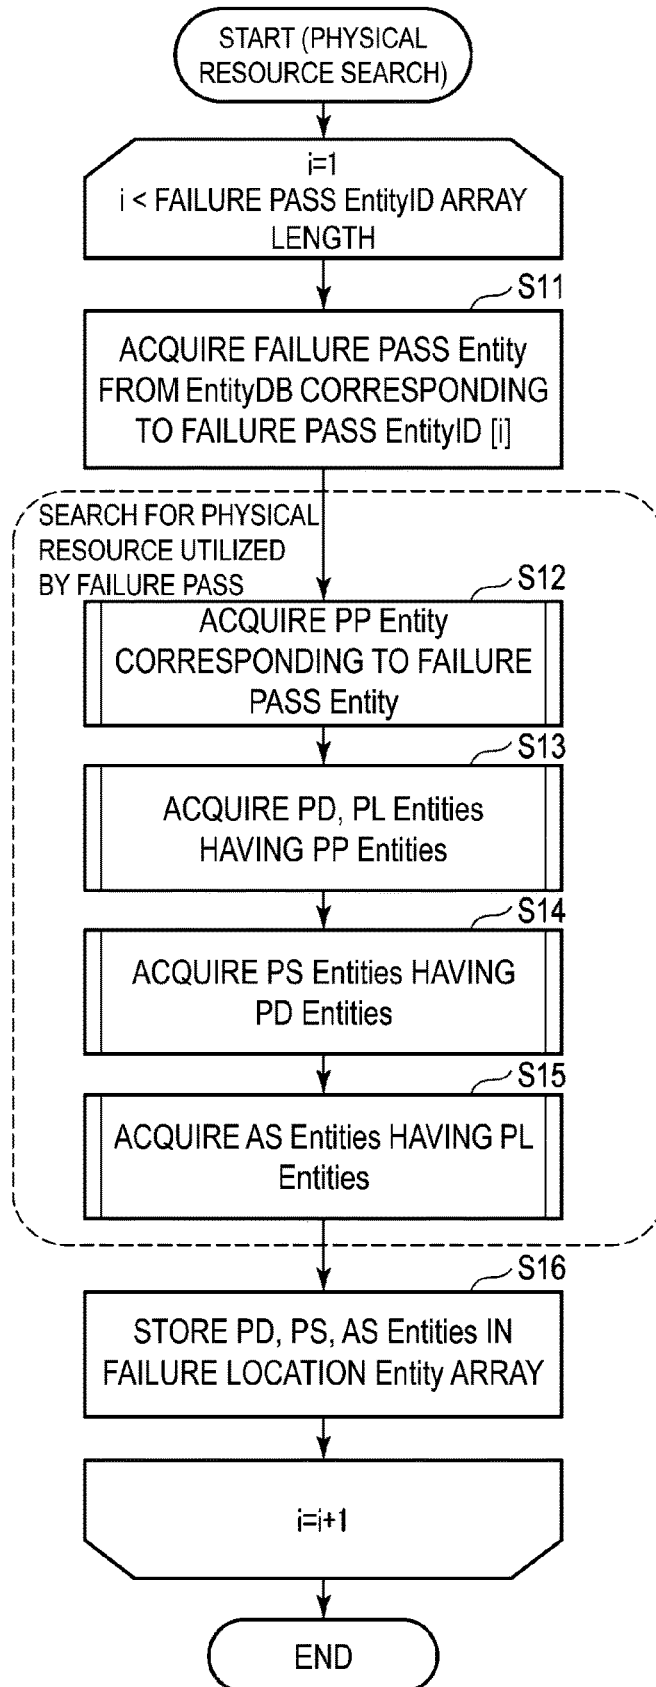 START (PHYSICAL
RESOURCE SEARCH)
i=1
i < FAILURE PASS EntityID ARRAY
LENGTH
S11
ACQUIRE FAILURE PASS Entity
FROM EntityDB CORRESPONDING
TO FAILURE PASS EntityID [i]
SEARCH FOR PHYSICAL
RESOURCE UTILIZED
BY FAILURE PASS
S12
ACQUIRE PP Entity
CORRESPONDING TO FAILURE
PASS Entity
S13
ACQUIRE PD, PL Entities
HAVING PP Entities
S14
ACQUIRE PS Entities HAVING
PD Entities
S15
ACQUIRE AS Entities HAVING PL
Entities
S16
STORE PD, PS, AS Entities IN
FAILURE LOCATION Entity ARRAY
i=i+1
END